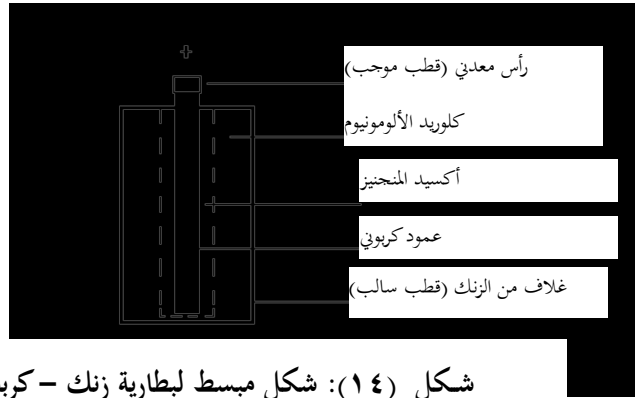 +
رأس معدني (قطب موجب)
كلوريد الألومونيوم
أكسيد المنجنيز
عمود كربوني
غلاف من الزنك (قطب سالب)
شكل (١٤): شكل مبسط لبطارية زنك – كرب